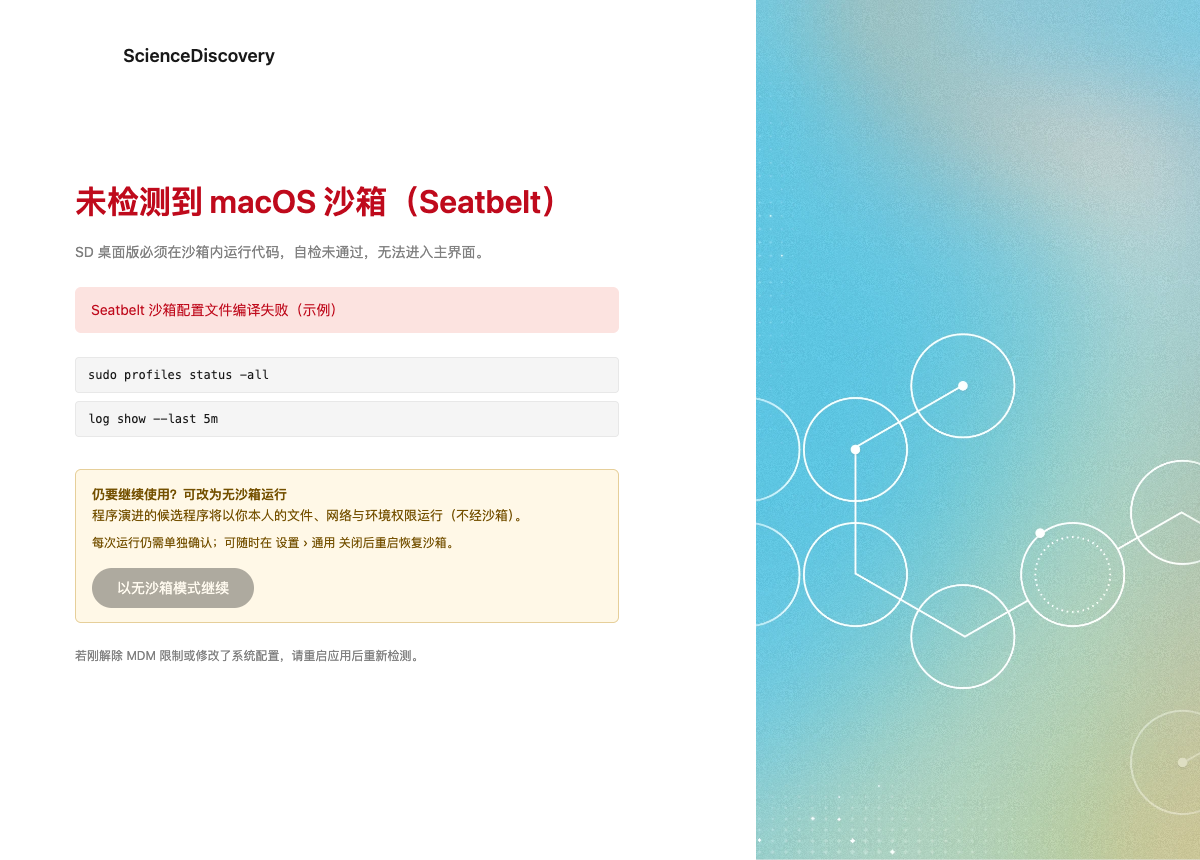 ScienceDiscovery
未检测到 macOS 沙箱（Seatbelt）
SD 桌面版必须在沙箱内运行代码，自检未通过，无法进入主界面。
Seatbelt 沙箱配置文件编译失败（示例）
sudo profiles status -all
log show --last 5m
仍要继续使用？可改为无沙箱运行
程序演进的候选程序将以你本人的文件、网络与环境权限运行（不经沙箱）。
每次运行仍需单独确认；可随时在 设置 › 通用 关闭后重启恢复沙箱。
以无沙箱模式继续
若刚解除 MDM 限制或修改了系统配置，请重启应用后重新检测。